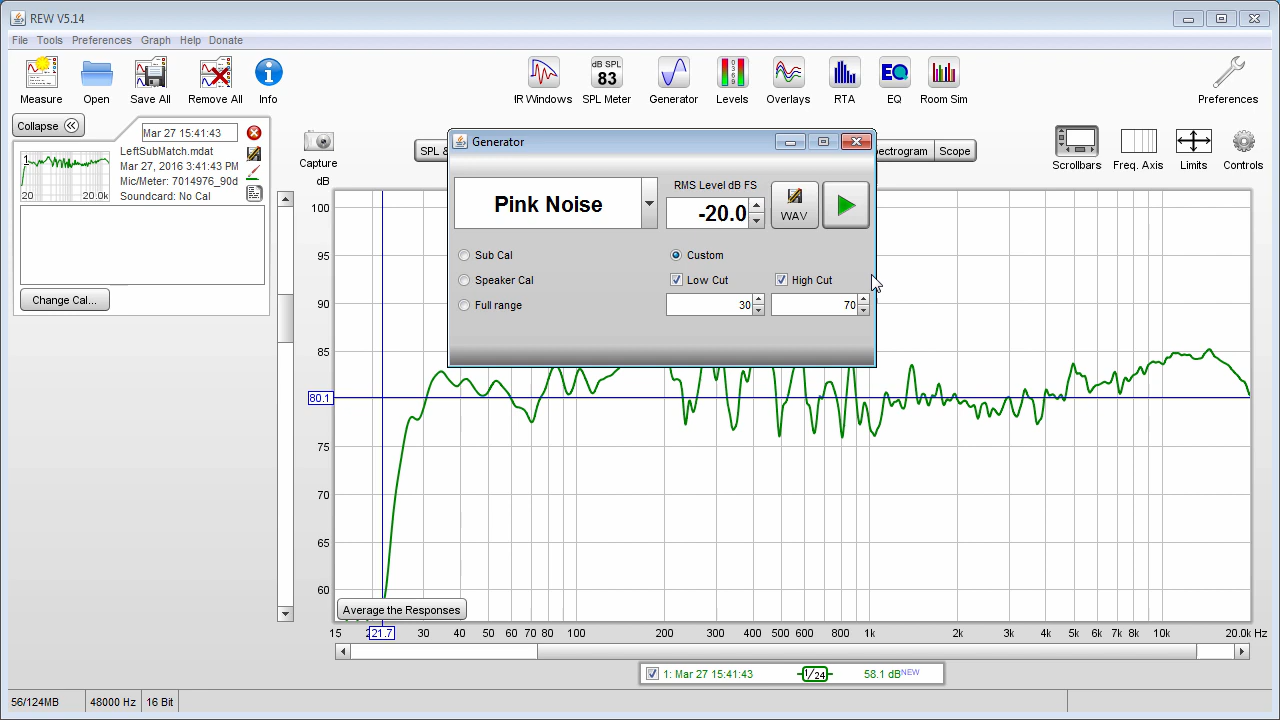 REW V5.14
File Tools Preferences Graph Help Donate
Measure Open Save All Remove All Info
dB SPL
83
0 3 6 9
EQ
IR Windows SPL Meter Generator Levels Overlays RTA EQ Room Sim Preferences
Collapse
Mar 27 15:41:43
LeftSubMatch.mdat
Mar 27, 2016 3:41:43 PM
Mic/Meter: 7014976_90d
Soundcard: No Cal
1
20 20.0k
Change Cal...
Capture
SPL &
ectrogram
Scope
Scrollbars Freq. Axis Limits Controls
Generator
Pink Noise
RMS Level dB FS
-20.0
WAV
Sub Cal
Speaker Cal
Full range
Custom
Low Cut
High Cut
30
70
dB
100
95
90
85
80.1
75
70
65
60
Average the Responses
15 21.7 30 40 50 60 70 80 100 200 300 400 500 600 800 1k 2k 3k 4k 5k 6k 7k 8k 10k 20.0k Hz
1: Mar 27 15:41:43
1/24
58.1 dB NEW
56/124MB
48000 Hz
16 Bit